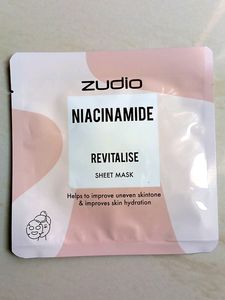 ZUDIO
NIACINAMIDE
REVITALISE
SHEET MASK
Helps to improve uneven skintone
& improves skin hydration